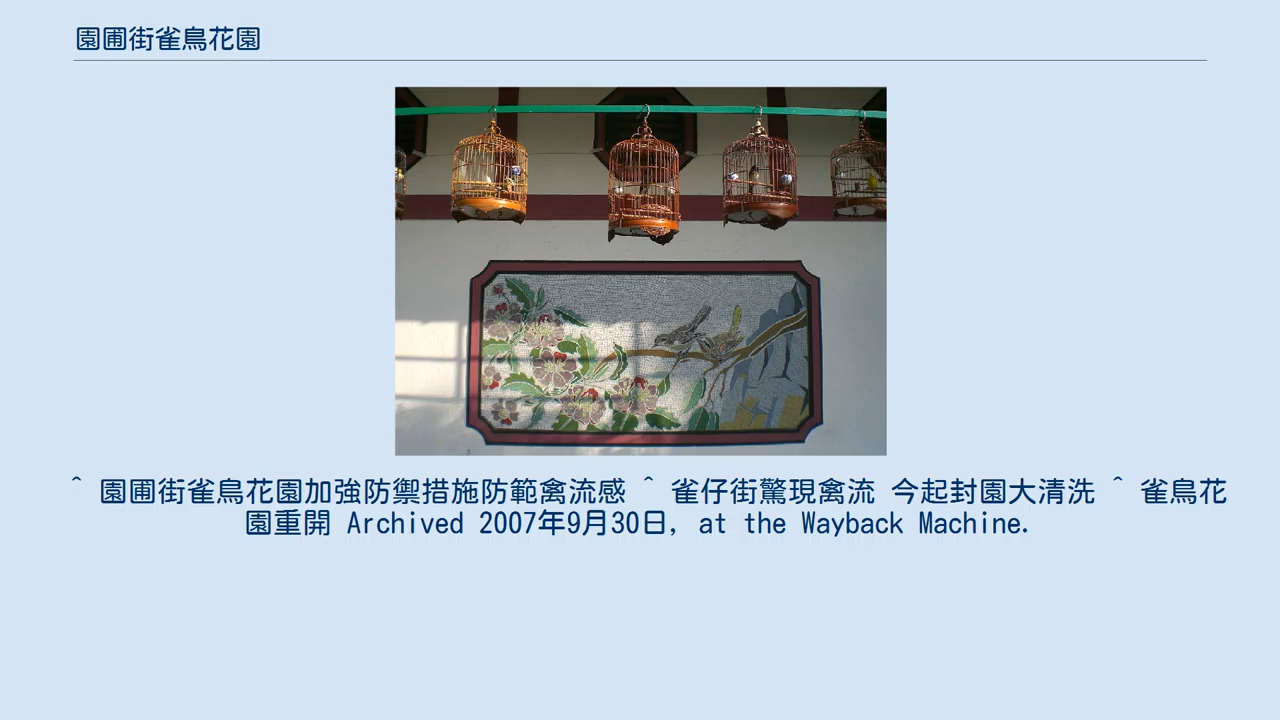 園圃街雀鳥花園
^ 園圃街雀鳥花園加強防禦措施防範禽流感 ^ 雀仔街驚現禽流 今起封園大清洗 ^ 雀鳥花
園重開 Archived 2007年9月30日, at the Wayback Machine.